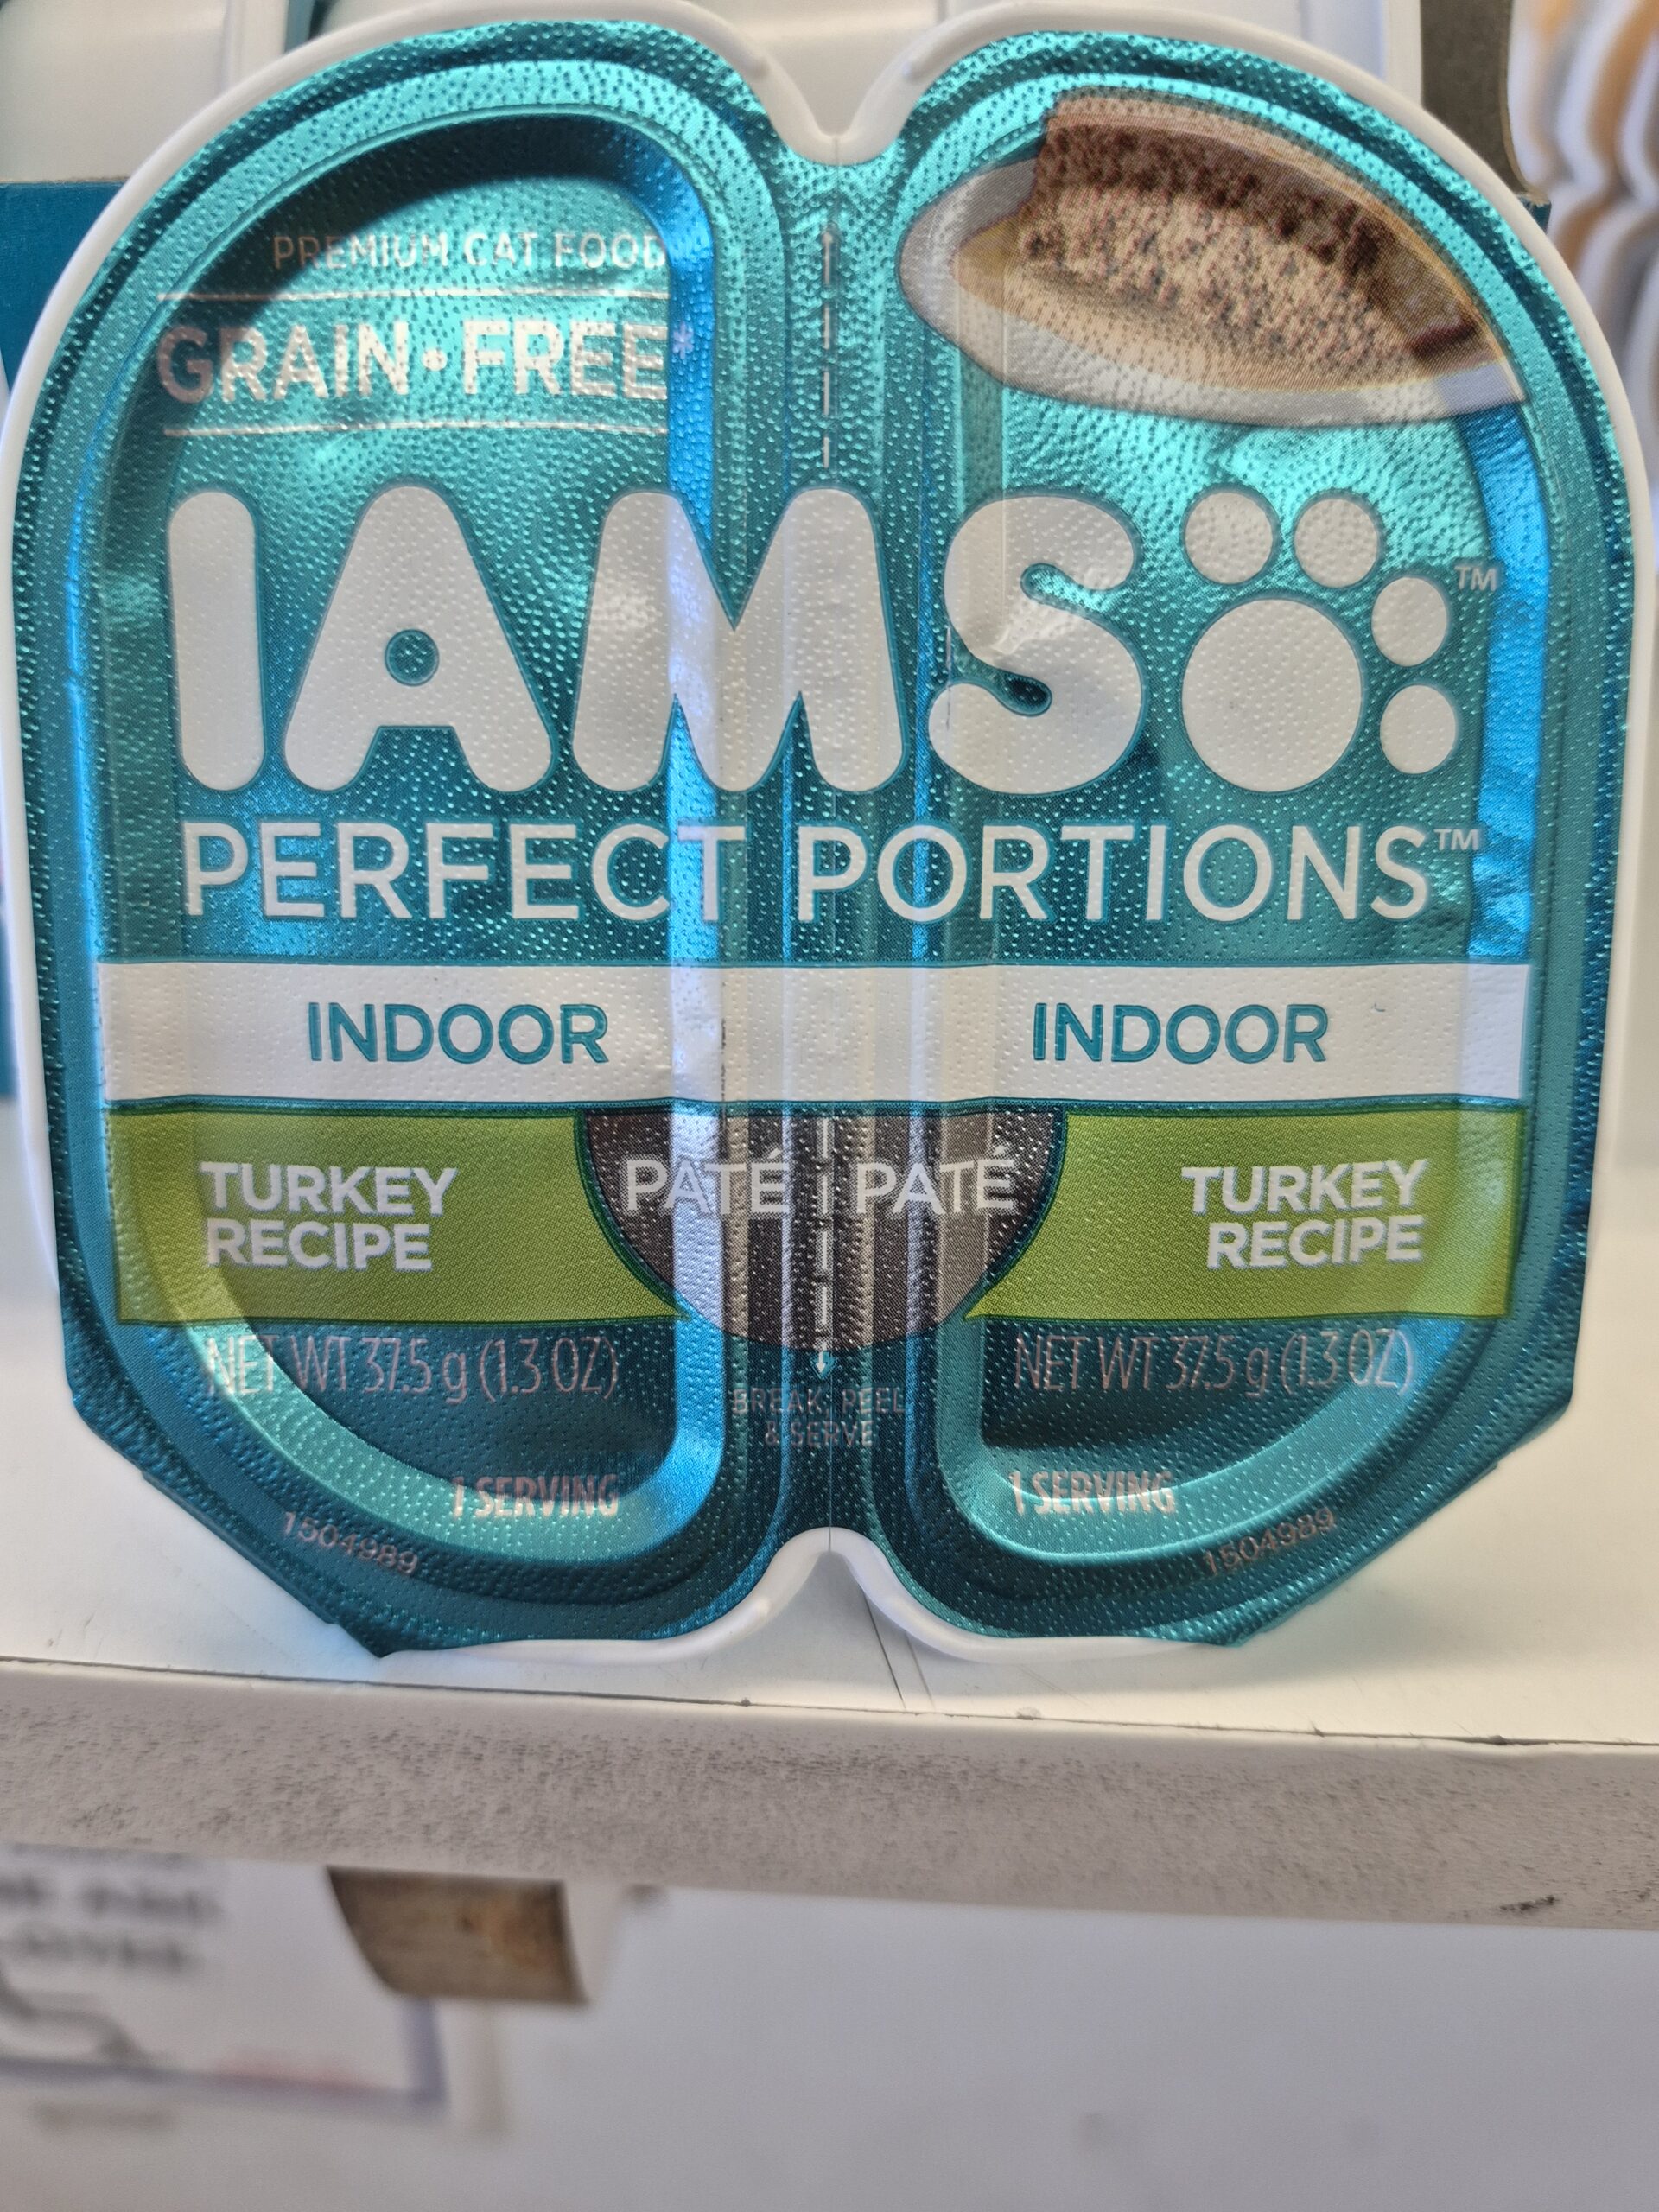 PREMIUM CAT FOOD
GRAIN•FREE*
IAMS™
PERFECT PORTIONS™
INDOOR INDOOR
TURKEY
RECIPE
PATÉ PATÉ
TURKEY
RECIPE
NET WT 37.5 g (1.3 OZ) NET WT 37.5 g (1.3 OZ)
BREAK, PEEL
& SERVE
1 SERVING 1 SERVING
1504989 1504989